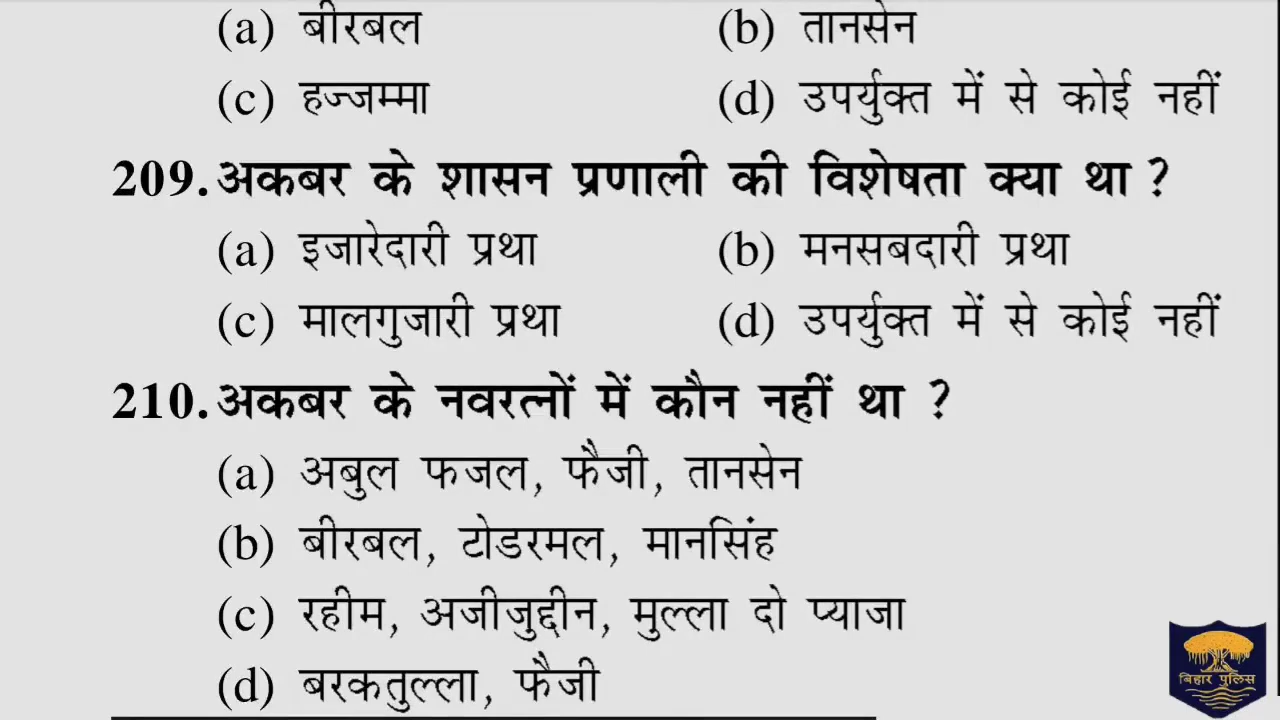 (a) बीरबल (b) तानसेन
(c) हज्जम्मा (d) उपर्युक्त में से कोई नहीं
209. अकबर के शासन प्रणाली की विशेषता क्या था ?
(a) इजारेदारी प्रथा (b) मनसबदारी प्रथा
(c) मालगुजारी प्रथा (d) उपर्युक्त में से कोई नहीं
210. अकबर के नवरत्नों में कौन नहीं था ?
(a) अबुल फजल, फैजी, तानसेन
(b) बीरबल, टोडरमल, मानसिंह
(c) रहीम, अजीजुद्दीन, मुल्ला दो प्याजा
(d) बरकतुल्ला, फैजी
बिहार पुलिस